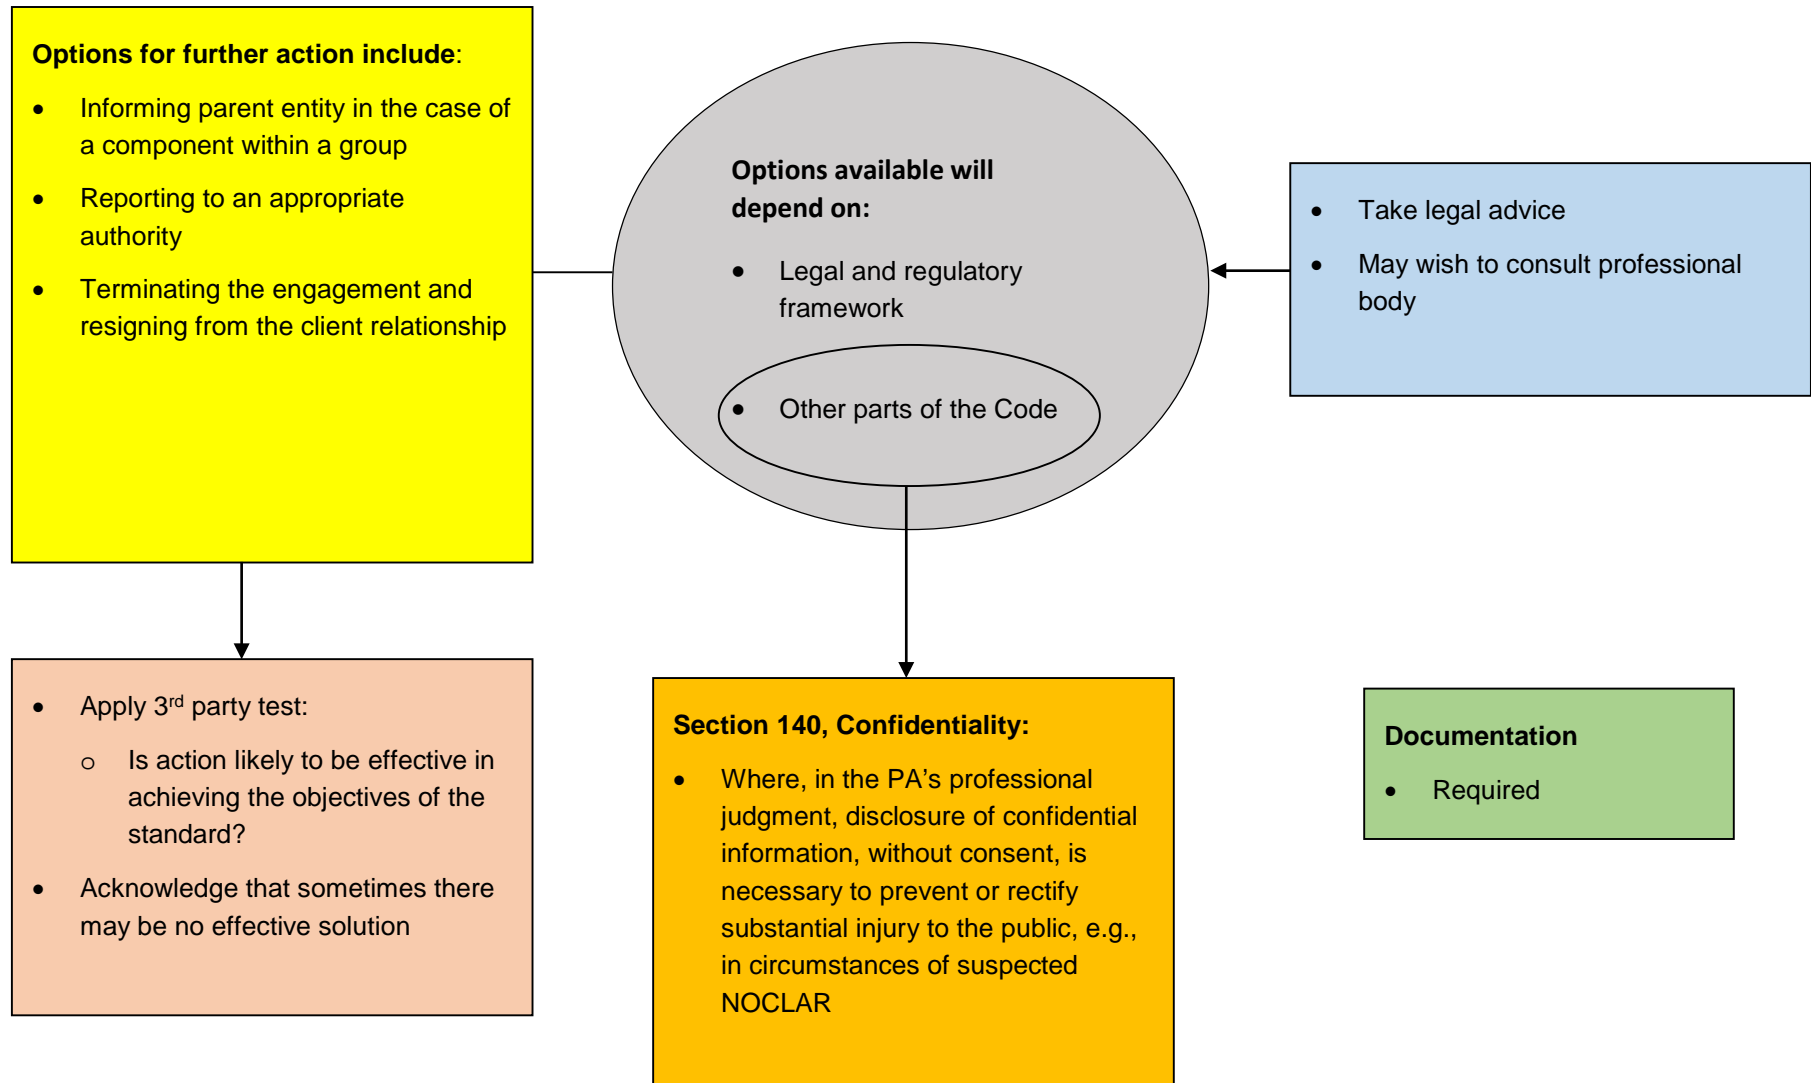 Options for further action include:
• Informing parent entity in the case of
a component within a group
• Reporting to an appropriate
authority
• Terminating the engagement and
resigning from the client relationship
Options available will
depend on:
• Legal and regulatory
framework
• Other parts of the Code
• Take legal advice
• May wish to consult professional
body
• Apply 3rd party test:
o Is action likely to be effective in
achieving the objectives of the
standard?
• Acknowledge that sometimes there
may be no effective solution
Section 140, Confidentiality:
• Where, in the PA’s professional
judgment, disclosure of confidential
information, without consent, is
necessary to prevent or rectify
substantial injury to the public, e.g.,
in circumstances of suspected
NOCLAR
Documentation
• Required